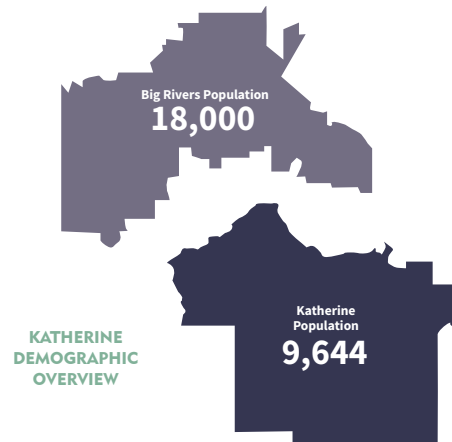 Big Rivers Population
18,000
Katherine
Population
9,644
KATHERINE
DEMOGRAPHIC
OVERVIEW